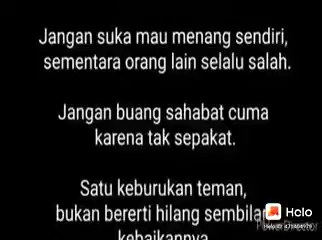 Jangan suka mau menang sendiri,
sementara orang lain selalu salah.
Jangan buang sahabat cuma
karena tak sepakat.
Satu keburukan teman,
bukan bererti hilang sembilan
kebaikannya
Holo